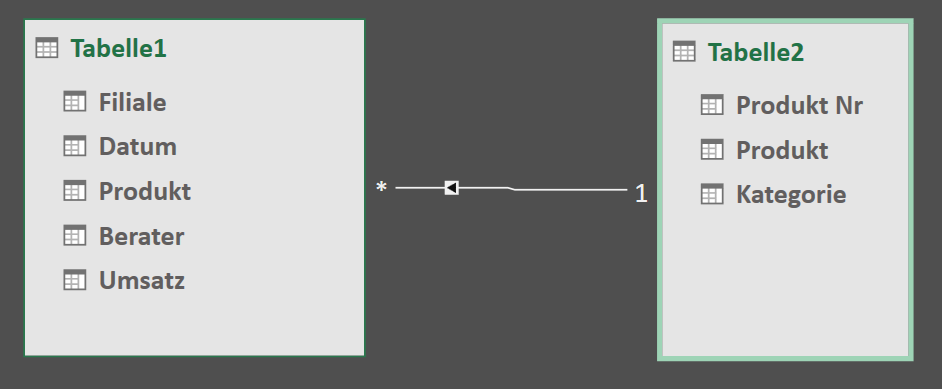 Tabelle1
Filiale
Datum
Produkt
Berater
Umsatz
*
1
Tabelle2
Produkt Nr
Produkt
Kategorie